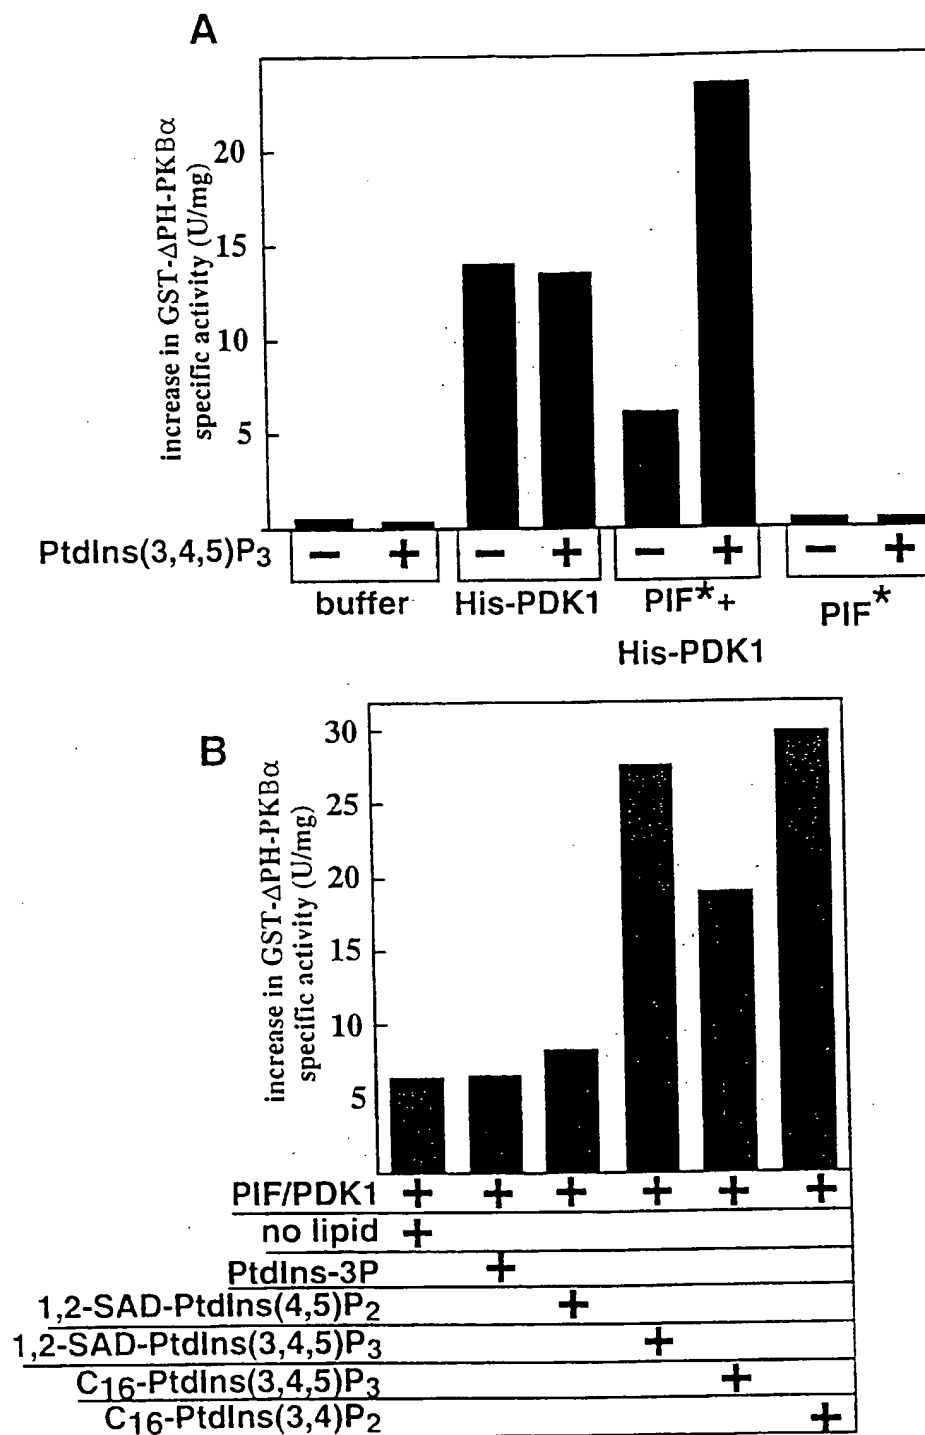 A
increase in GST-ΔPH-PKBα
specific activity (U/mg)
20
15
10
5
PtdIns(3,4,5)P3 − + − + − + − +
buffer His-PDK1 PIF*+ PIF*
His-PDK1
B
increase in GST-ΔPH-PKBα
specific activity (U/mg)
30
25
20
15
10
5
PIF/PDK1 + + + + + +
no lipid +
PtdIns-3P +
1,2-SAD-PtdIns(4,5)P2 +
1,2-SAD-PtdIns(3,4,5)P3 +
C16-PtdIns(3,4,5)P3 +
C16-PtdIns(3,4)P2 +